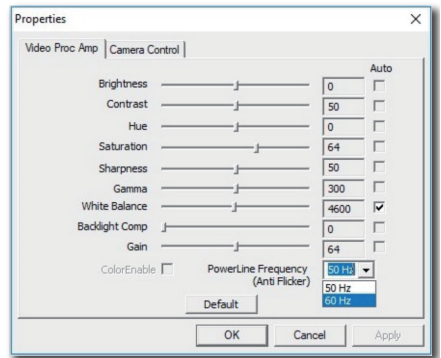 Properties
Video Proc Amp Camera Control
Auto
Brightness 0
Contrast 50
Hue 0
Saturation 64
Sharpness 50
Gamma 300
White Balance 4600
Backlight Comp 0
Gain 64
ColorEnable PowerLine Frequency 50 Hz
(Anti Flicker)
50 Hz
60 Hz
Default
OK Cancel Apply